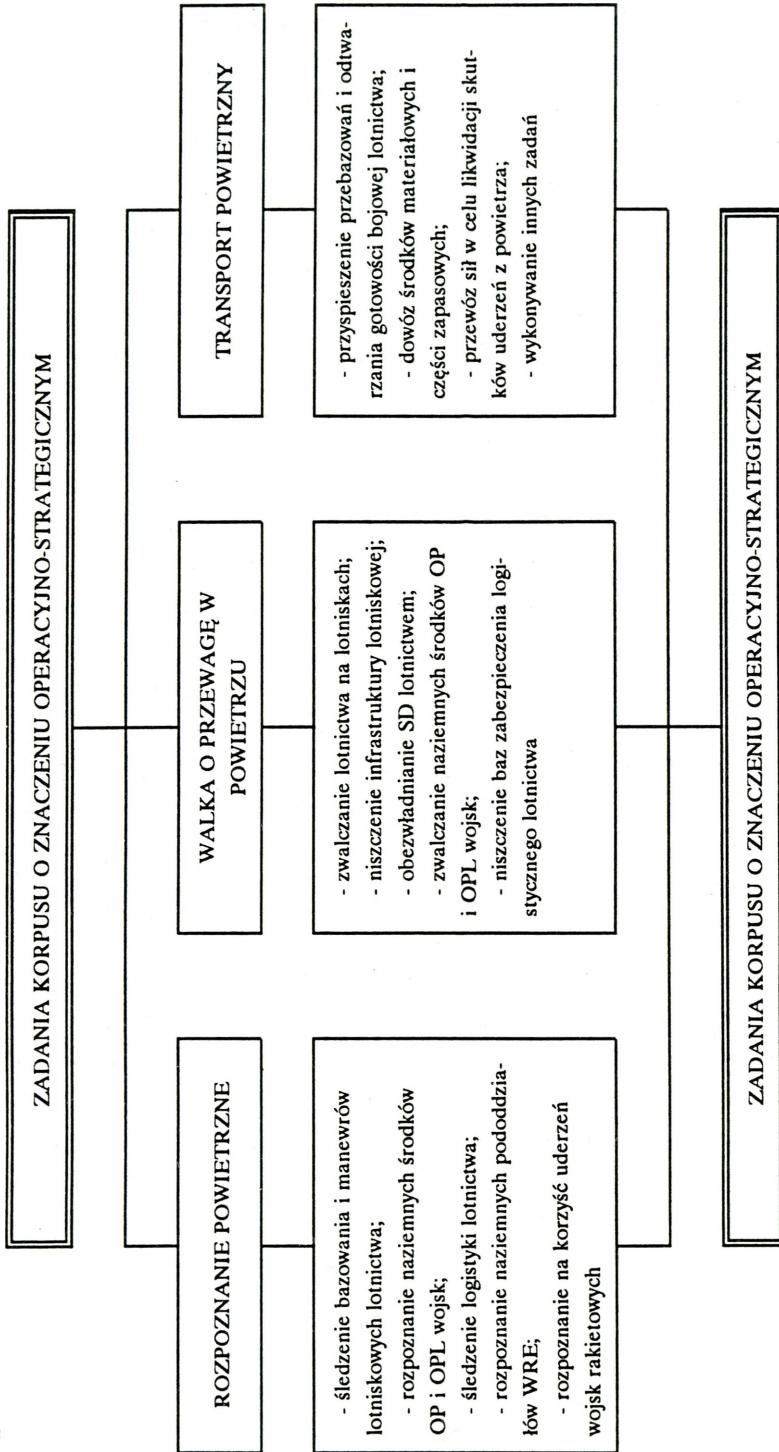 ZADANIA KORPUSU O ZNACZENIU OPERACYJNO-STRATEGICZNYM
ROZPOZNANIE POWIETRZNE
- śledzenie bazowania i manewrów
lotniskowych lotnictwa;
- rozpoznanie naziemnych środków
OP i OPL wojsk;
- śledzenie logistyki lotnictwa;
- rozpoznanie naziemnych pododdzia-
łów WRE;
- rozpoznanie na korzyść uderzeń
wojsk rakietowych
WALKA O PRZEWAGĘ W
POWIETRZU
- zwalczanie lotnictwa na lotniskach;
- niszczenie infrastruktury lotniskowej;
- obezwładnianie SD lotnictwem;
- zwalczanie naziemnych środków OP
i OPL wojsk;
- niszczenie baz zabezpieczenia logi-
stycznego lotnictwa
TRANSPORT POWIETRZNY
- przyspieszenie przebazowań i odtwa-
rzania gotowości bojowej lotnictwa;
- dowóz środków materiałowych i
części zapasowych;
- przewóz sił w celu likwidacji skut-
ków uderzeń z powietrza;
- wykonywanie innych zadań
ZADANIA KORPUSU O ZNACZENIU OPERACYJNO-STRATEGICZNYM